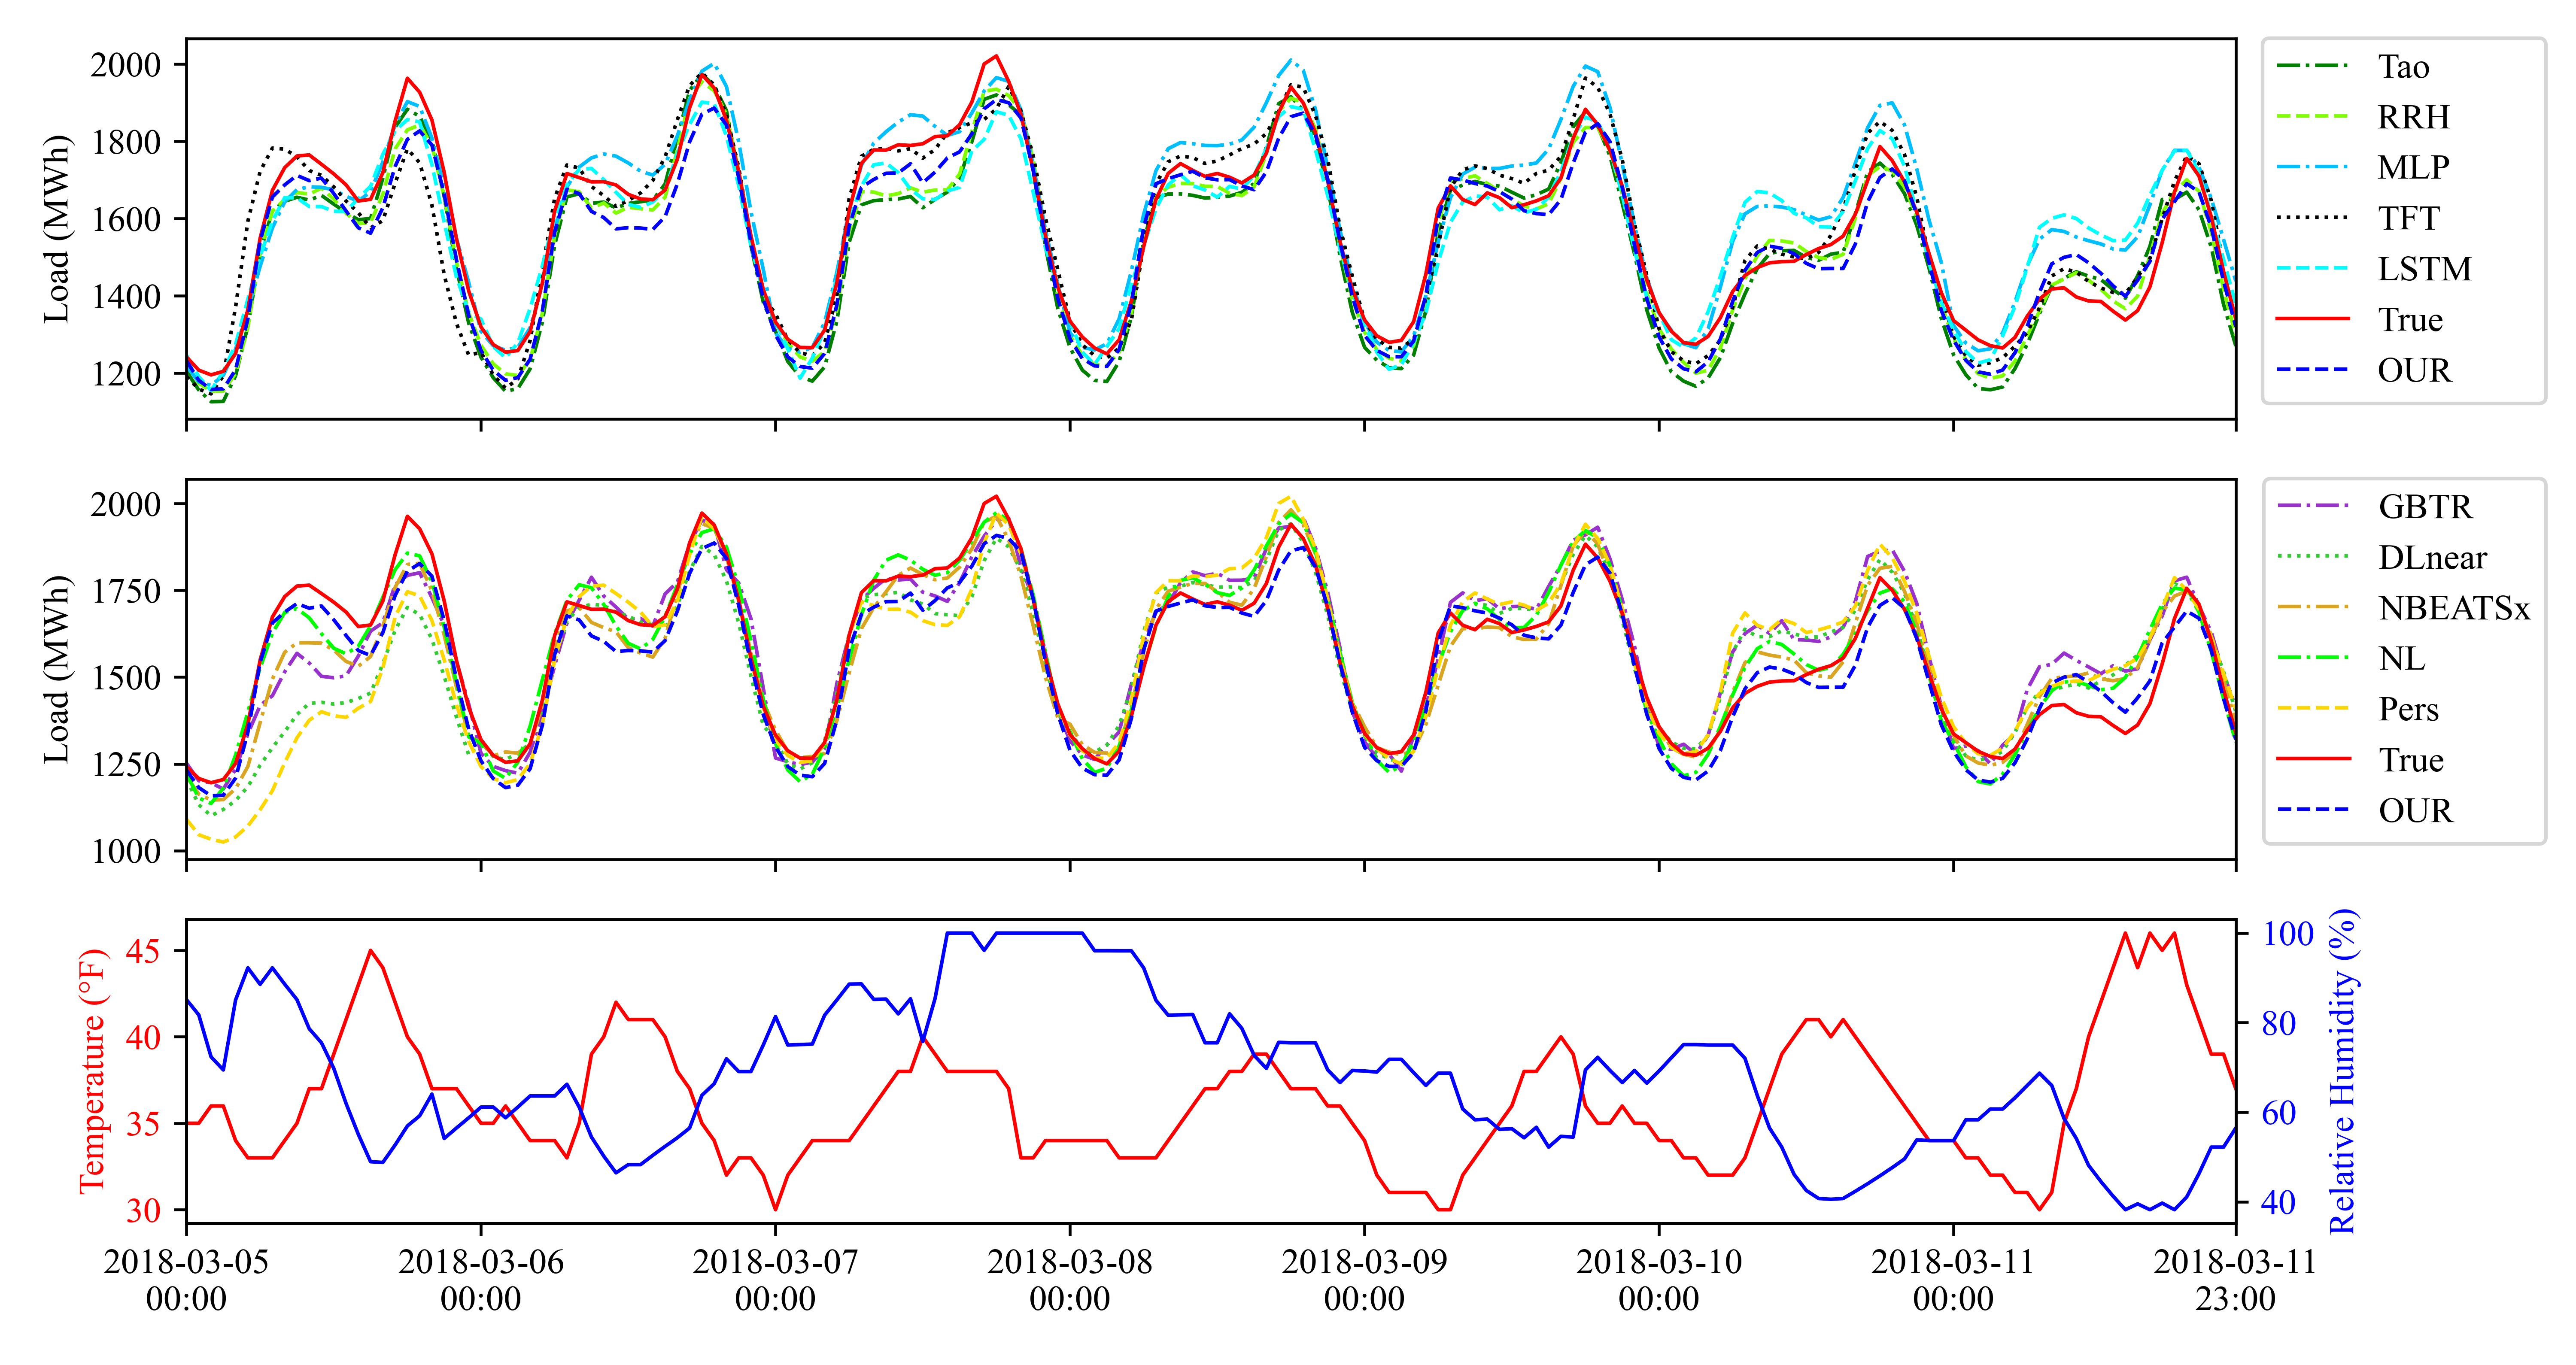 Load (MWh)
2000
1800
1600
1400
1200
Tao
RRH
MLP
TFT
LSTM
True
OUR
Load (MWh)
2000
1750
1500
1250
1000
GBTR
DLnear
NBEATSx
NL
Pers
True
OUR
Temperature (°F)
45
40
35
30
100
80
60
40
Relative Humidity (%)
2018-03-05 2018-03-06 2018-03-07 2018-03-08 2018-03-09 2018-03-10 2018-03-11 2018-03-11
00:00 00:00 00:00 00:00 00:00 00:00 00:00 23:00